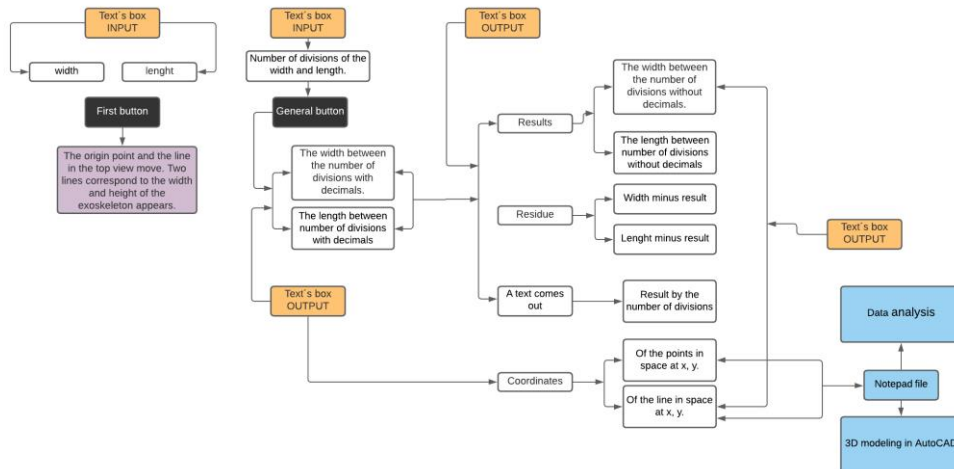 Text´s box
INPUT
width
lenght
First button
The origin point and the line
in the top view move. Two
lines correspond to the width
and height of the
exoskeleton appears.
Text´s box
INPUT
Number of divisions of the
width and length.
General button
The width between
the number of
divisions with
decimals.
The length between
number of divisions
with decimals
Text´s box
OUTPUT
Text´s box
OUTPUT
Results
The width between
the number of
divisions without
decimals.
The length between
number of divisions
without decimals
Residue
Width minus result
Lenght minus result
A text comes
out
Result by the
number of divisions
Coordinates
Of the points in
space at x, y.
Of the line in space
at x, y.
Text´s box
OUTPUT
Data analysis
Notepad file
3D modeling in AutoCAD